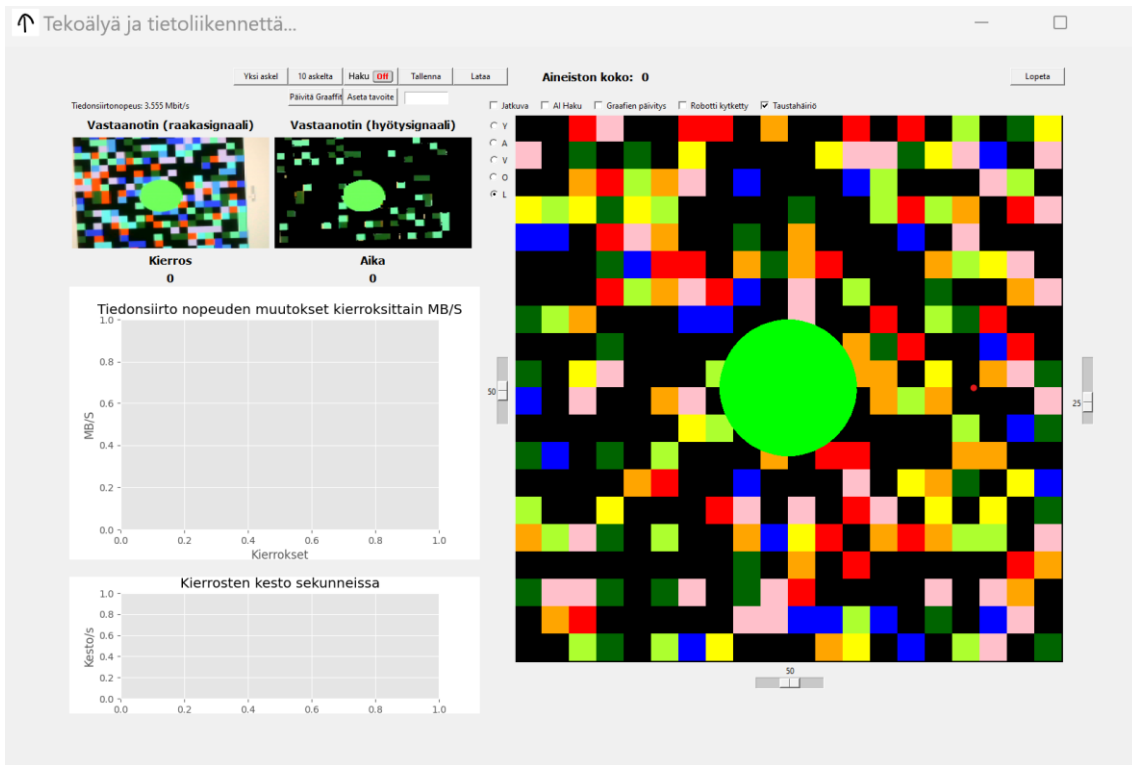 Tekoälyä ja tietoliikennettä...
Yksi askel 10 askelta Haku Off Tallenna Lataa Aineiston koko: 0 Lopeta
Päivitä Graaffit Aseta tavoite
Tiedonsiirtonopeus: 3.555 Mbit/s
Jatkuva AI Haku Graafien päivitys Robotti kytketty Taustahäiriö
Vastaanotin (raakasignaali) Vastaanotin (hyötysignaali)
Y
A
V
O
L
Kierros Aika
0 0
Tiedonsiirto nopeuden muutokset kierroksittain MB/S
1.0
0.8
0.6
0.4
0.2
0.0
MB/S
0.0 0.2 0.4 0.6 0.8 1.0
Kierrokset
Kierrosten kesto sekunneissa
1.0
0.8
0.6
0.4
0.2
0.0
Kesto/s
0.0 0.2 0.4 0.6 0.8 1.0
50
25
50